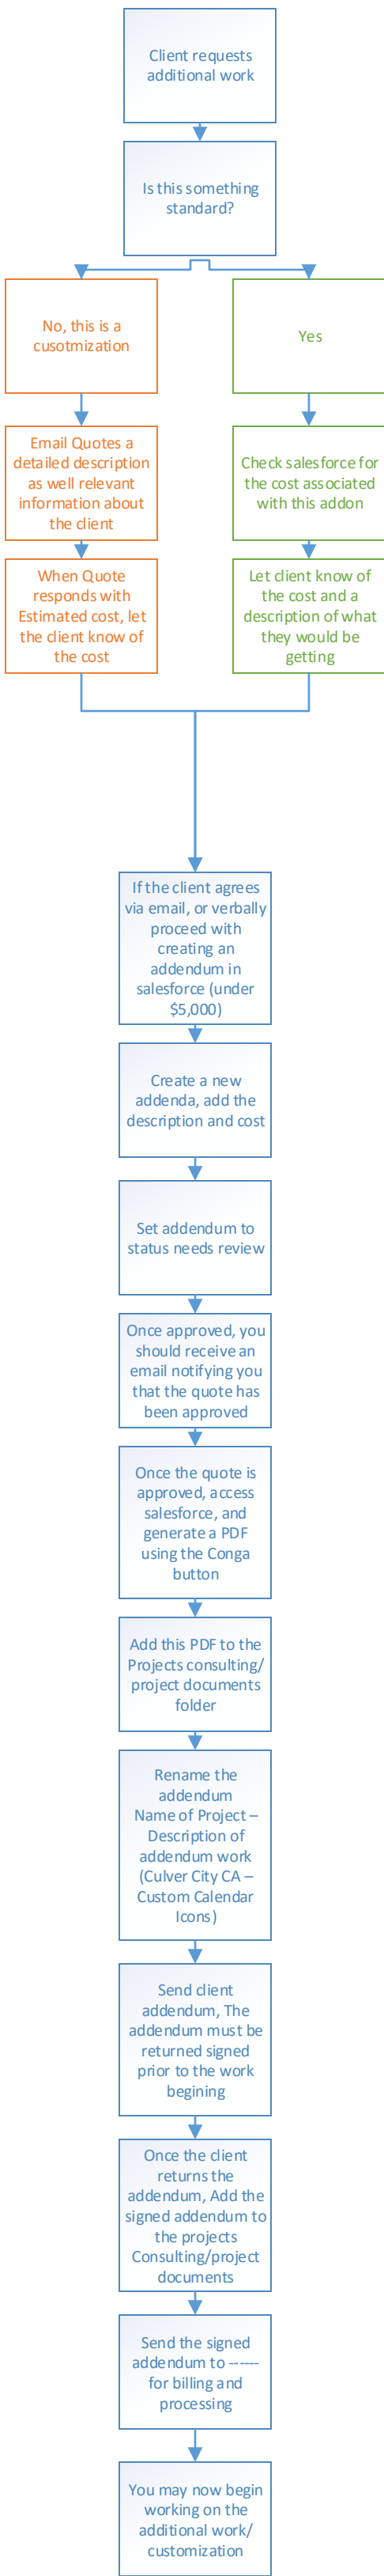 Client requests
additional work
Is this something
standard?
No, this is a
cusotmization
Yes
Email Quotes a
detailed description
as well relevant
information about
the client
Check salesforce for
the cost associated
with this addon
When Quote
responds with
Estimated cost, let
the client know of
the cost
Let client know of
the cost and a
description of what
they would be
getting
If the client agrees
via email, or verbally
proceed with
creating an
addendum in
salesforce (under
$5,000)
Create a new
addenda, add the
description and cost
Set addendum to
status needs review
Once approved, you
should receive an
email notifying you
that the quote has
been approved
Once the quote is
approved, access
salesforce, and
generate a PDF
using the Conga
button
Add this PDF to the
Projects consulting/
project documents
folder
Rename the
addendum
Name of Project –
Description of
addendum work
(Culver City CA –
Custom Calendar
Icons)
Send client
addendum, The
addendum must be
returned signed
prior to the work
begining
Once the client
returns the
addendum, Add the
signed addendum to
the projects
Consulting/project
documents
Send the signed
addendum to ------
for billing and
processing
You may now begin
working on the
additional work/
customization